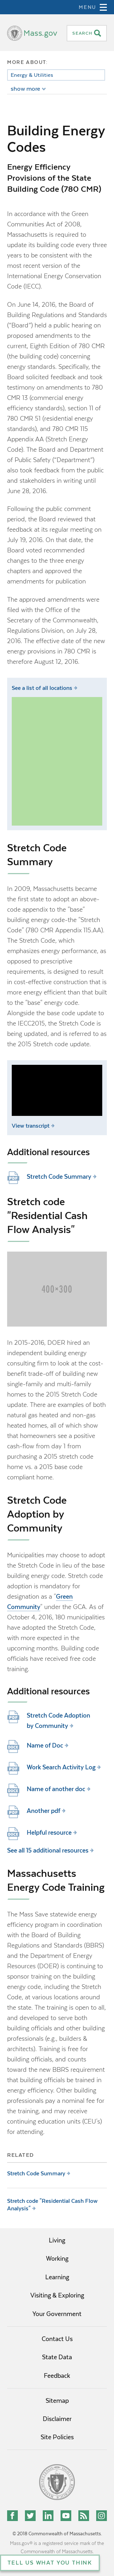 MENU
Mass.gov
SEARCH
MORE ABOUT
Energy & Utilities
show more
Building Energy
Codes
Energy Efficiency
Provisions of the State
Building Code (780 CMR)
In accordance with the Green
Communities Act of 2008,
Massachusetts is required to
update its building code every
three years to be consistent
with the most recent version
of the International Energy
Conservation Code (IECC).
On June 14, 2016, the Board of
Building Regulations and Standards
("Board") held a public hearing on
amendments to the current, Eighth
Edition of 780 CMR (the building
code) concerning energy standards.
Specifically, the Board solicited
feedback and took testimony on
amendments to 780 CMR 13
(commercial energy standards),
section 11 of 780 CMR 51
(residential energy standards),
and 780 CMR 115 Appendix AA
(Stretch Energy Code). The Board
and Department of Public Safety
("Department") also took feedback
from the public and stakeholders
in writing until June 28, 2016.
Following the public comment
period, the Board reviewed
feedback at its regular meeting on
July 19, 2016. On that date, the
Board voted recommended
changes to the three energy
chapters and approved the
amendments for promulgation.
The approved amendments were
filed with the Office of the
Secretary of the Commonwealth,
Regulations Division, on July 28,
2016. The effective date of the new
energy provisions in 780 CMR is
therefore August 12, 2016.
See a list of all locations
Stretch Code
Summary
In 2009, Massachusetts became
the first state to adopt an above-
code appendix to the "base"
building energy code–the "Stretch
Code" (780 CMR Appendix 115.AA).
The Stretch Code, which
emphasizes energy performance,
as opposed to prescriptive
requirements, is designed to result
in cost-effective construction that
is more energy efficient than that
built to the "base" energy code.
Alongside the base code update to
the IECC2015, the Stretch Code is
being updated, and is referred to
as the 2015 Stretch Code update.
View transcript
Additional resources
Stretch Code Summary
Stretch code
"Residential Cash
Flow Analysis"
400×300
In 2015-2016, DOER hired an
independent building energy
consulting firm to look at the cost-
benefit of upgrading typical new
single-family and multi-family
homes to the 2015 Stretch Code
update. There are examples of
both natural gas heated and non-
gas heated homes, all of which
show that homeowners would
experience a positive cash-flow
from day 1 from purchasing a
2015 stretch code home vs. a
2015 base code compliant home.
Stretch Code
Adoption by
Community
Municipalities may choose to adopt
the Stretch Code in lieu of the base
building energy code. Adoption of
the stretch code is mandatory for
designation as a "Green
Community" under the GCA. As of
October 4, 2016, 180 municipalities
have adopted the Stretch
Code, with more expected in the
coming months. Building code
officials in the municipalities which
have adopted the Stretch Code
have received formal training.
Additional resources
Stretch Code Adoption
by Community
Name of Doc
Work Search Activity Log
Name of another doc
Another pdf
Helpful resource
See all 15 additional resources
Massachusetts
Energy Code Training
The Mass Save statewide energy
efficiency program in coordination
with the Board of Building
Regulations and Standards (BBRS)
and the Department of Energy
Resources (DOER) is sponsoring
training on the building energy
code, including the stretch code, in
various locations around the state.
The training is open to all, and is
developed to be useful to both
building code officials and
other building professionals (e.g.,
builders & architects). Training is
free for building code officials, but
counts toward meeting the BBRS
requirements on continuing
education. Other building
professionals may pay a nominal
fee to attend, and may receive
continuing education units (CEU's)
for attending.
RELATED
Stretch Code Summary
Stretch code "Residential Cash Flow
Analysis"
Living
Working
Learning
Visiting & Exploring
Your Government
Contact Us
State Data
Feedback
Sitemap
Disclaimer
Site Policies
© 2018 Commonwealth of Massachusetts.
Mass.gov® is a registered service mark of the
Commonwealth of Massachusetts.
TELL US WHAT YOU THINK